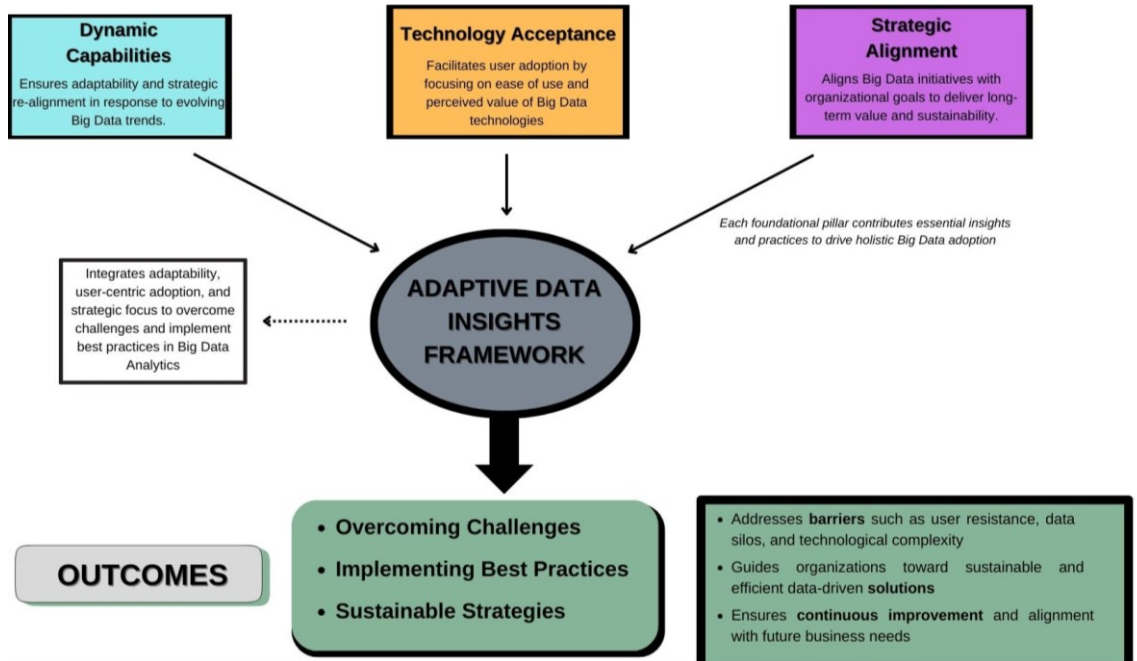 Dynamic
Capabilities
Ensures adaptability and strategic
re-alignment in response to evolving
Big Data trends.
Technology Acceptance
Facilitates user adoption by
focusing on ease of use and
perceived value of Big Data
technologies
Strategic
Alignment
Aligns Big Data initiatives with
organizational goals to deliver long-
term value and sustainability.
Each foundational pillar contributes essential insights
and practices to drive holistic Big Data adoption
Integrates adaptability,
user-centric adoption, and
strategic focus to overcome
challenges and implement
best practices in Big Data
Analytics
ADAPTIVE DATA
INSIGHTS
FRAMEWORK
OUTCOMES
• Overcoming Challenges
• Implementing Best Practices
• Sustainable Strategies
• Addresses barriers such as user resistance, data
silos, and technological complexity
• Guides organizations toward sustainable and
efficient data-driven solutions
• Ensures continuous improvement and alignment
with future business needs